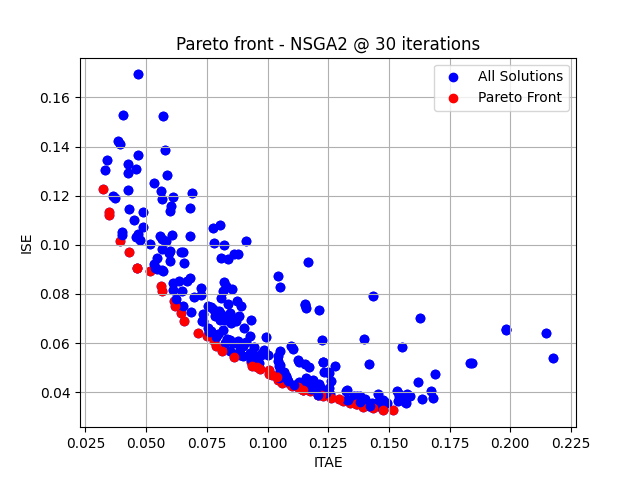 Pareto front - NSGA2 @ 30 iterations
All Solutions
Pareto Front
ISE
0.16
0.14
0.12
0.10
0.08
0.06
0.04
0.025 0.050 0.075 0.100 0.125 0.150 0.175 0.200 0.225
ITAE